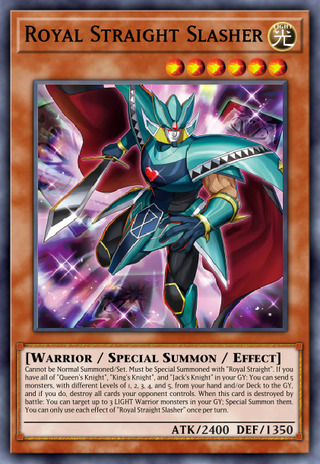 ROYAL STRAIGHT SLASHER
LIGHT
光
[WARRIOR / SPECIAL SUMMON / EFFECT]
Cannot be Normal Summoned/Set. Must be Special Summoned with "Royal Straight". If you
have all of "Queen's Knight", "King's Knight", and "Jack's Knight" in your GY: You can send 5
monsters, with different Levels of 1, 2, 3, 4, and 5, from your hand and/or Deck to the GY,
and if you do, destroy all cards your opponent controls. When this card is destroyed by
battle: You can target up to 3 LIGHT Warrior monsters in your GY; Special Summon them.
You can only use each effect of "Royal Straight Slasher" once per turn.
ATK/2400 DEF/1350